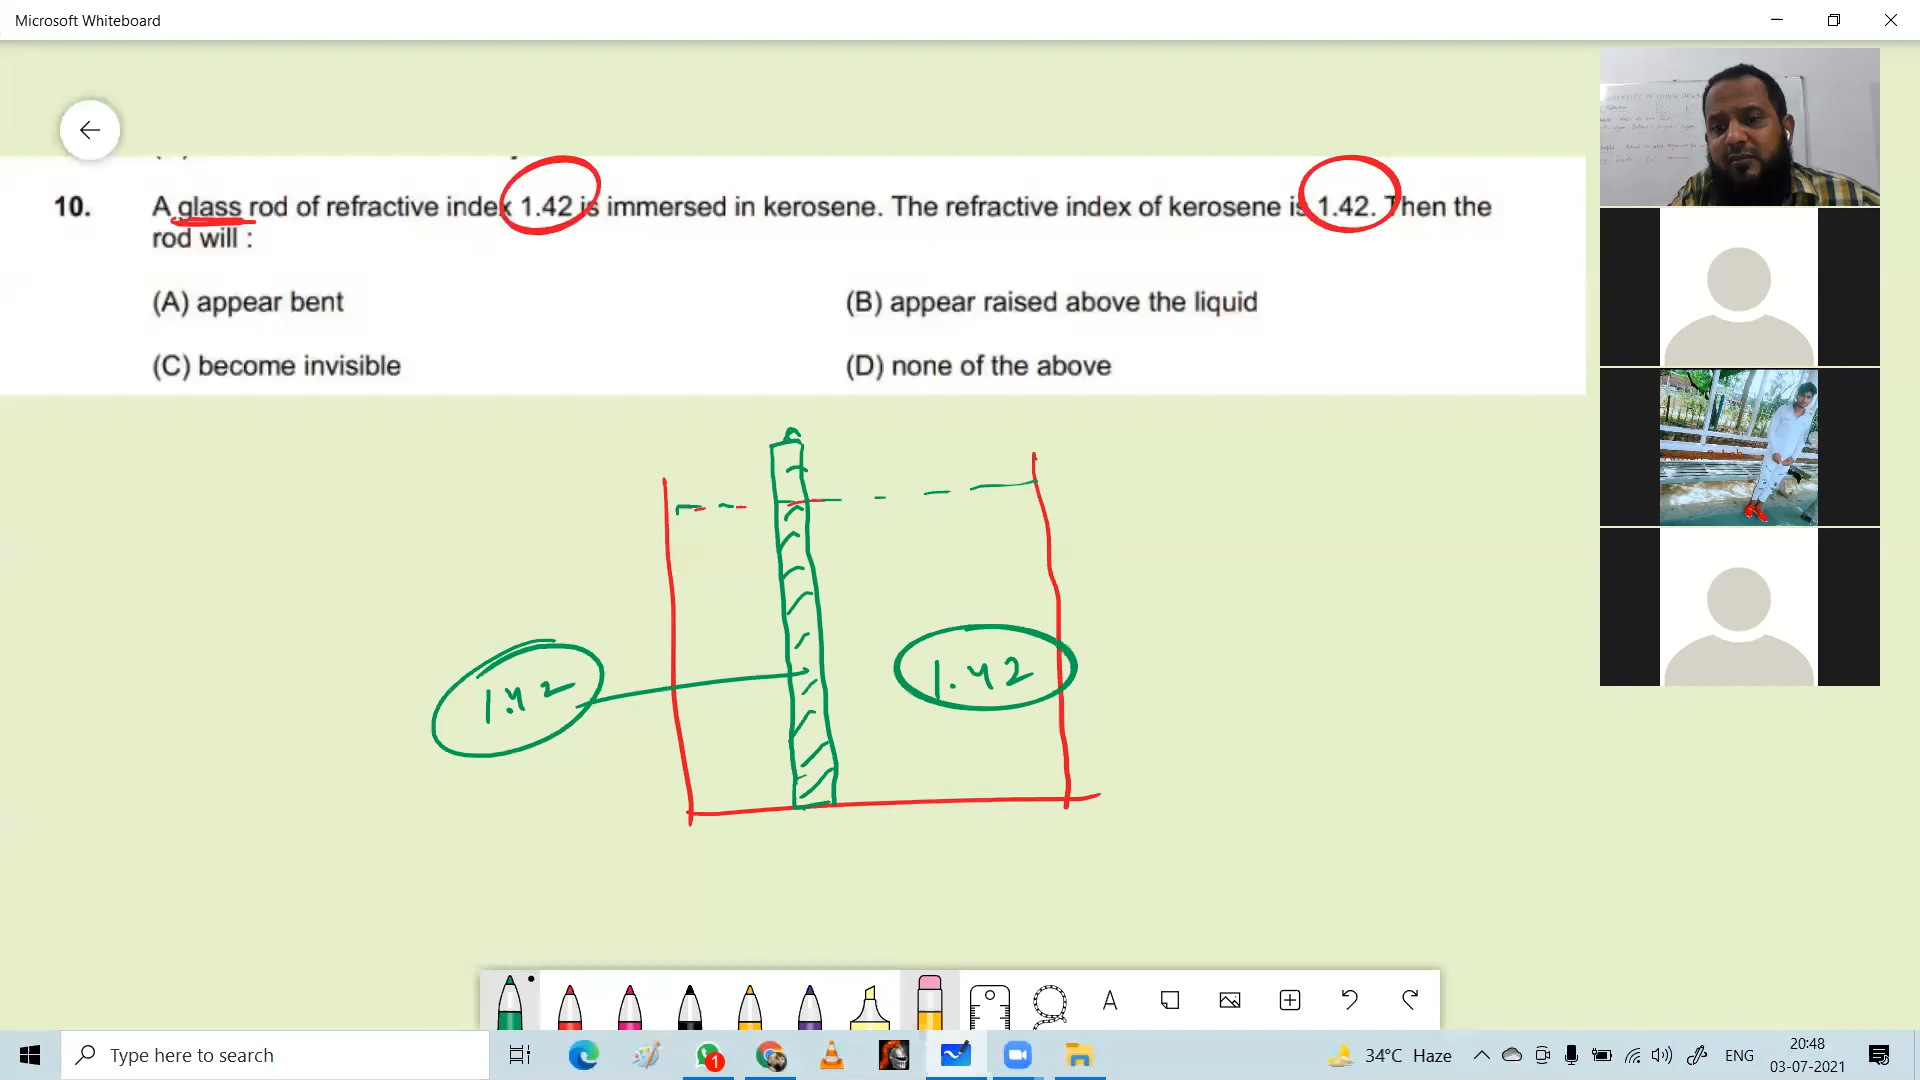 Microsoft Whiteboard
10. A glass rod of refractive index 1.42 is immersed in kerosene. The refractive index of kerosene is 1.42. Then the
rod will :
(A) appear bent
(B) appear raised above the liquid
(C) become invisible
(D) none of the above
1.42
1.42
A
Type here to search
1
34°C Haze
ENG
20:48
03-07-2021